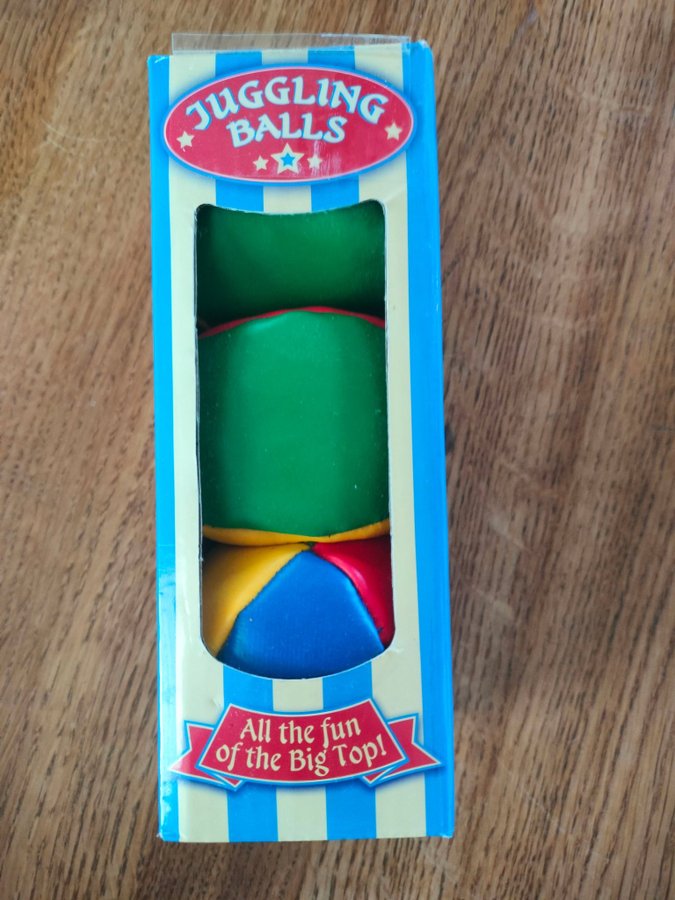 JUGGLING
BALLS
All the fun
of the Big Top!